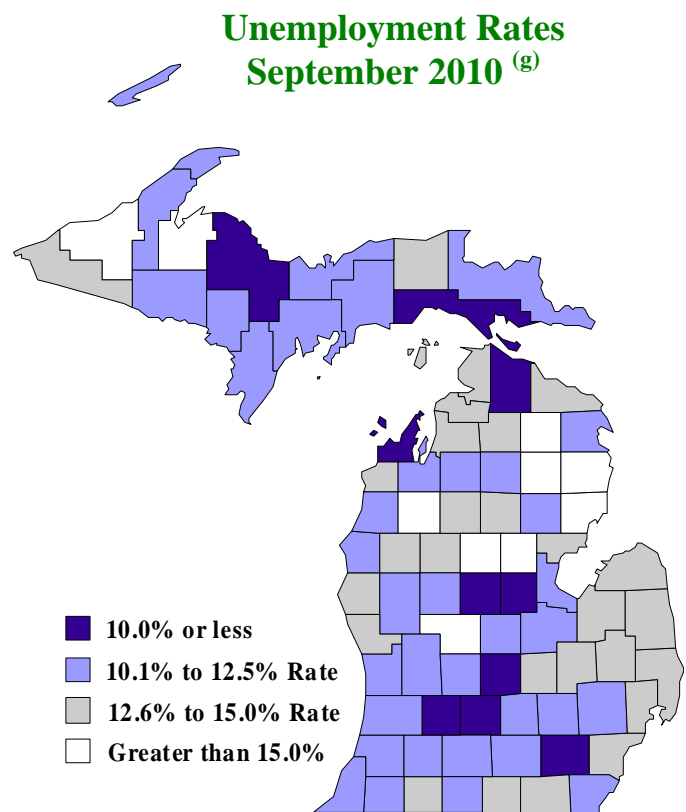 Unemployment Rates
September 2010 (g)
10.0% or less
10.1% to 12.5% Rate
12.6% to 15.0% Rate
Greater than 15.0%